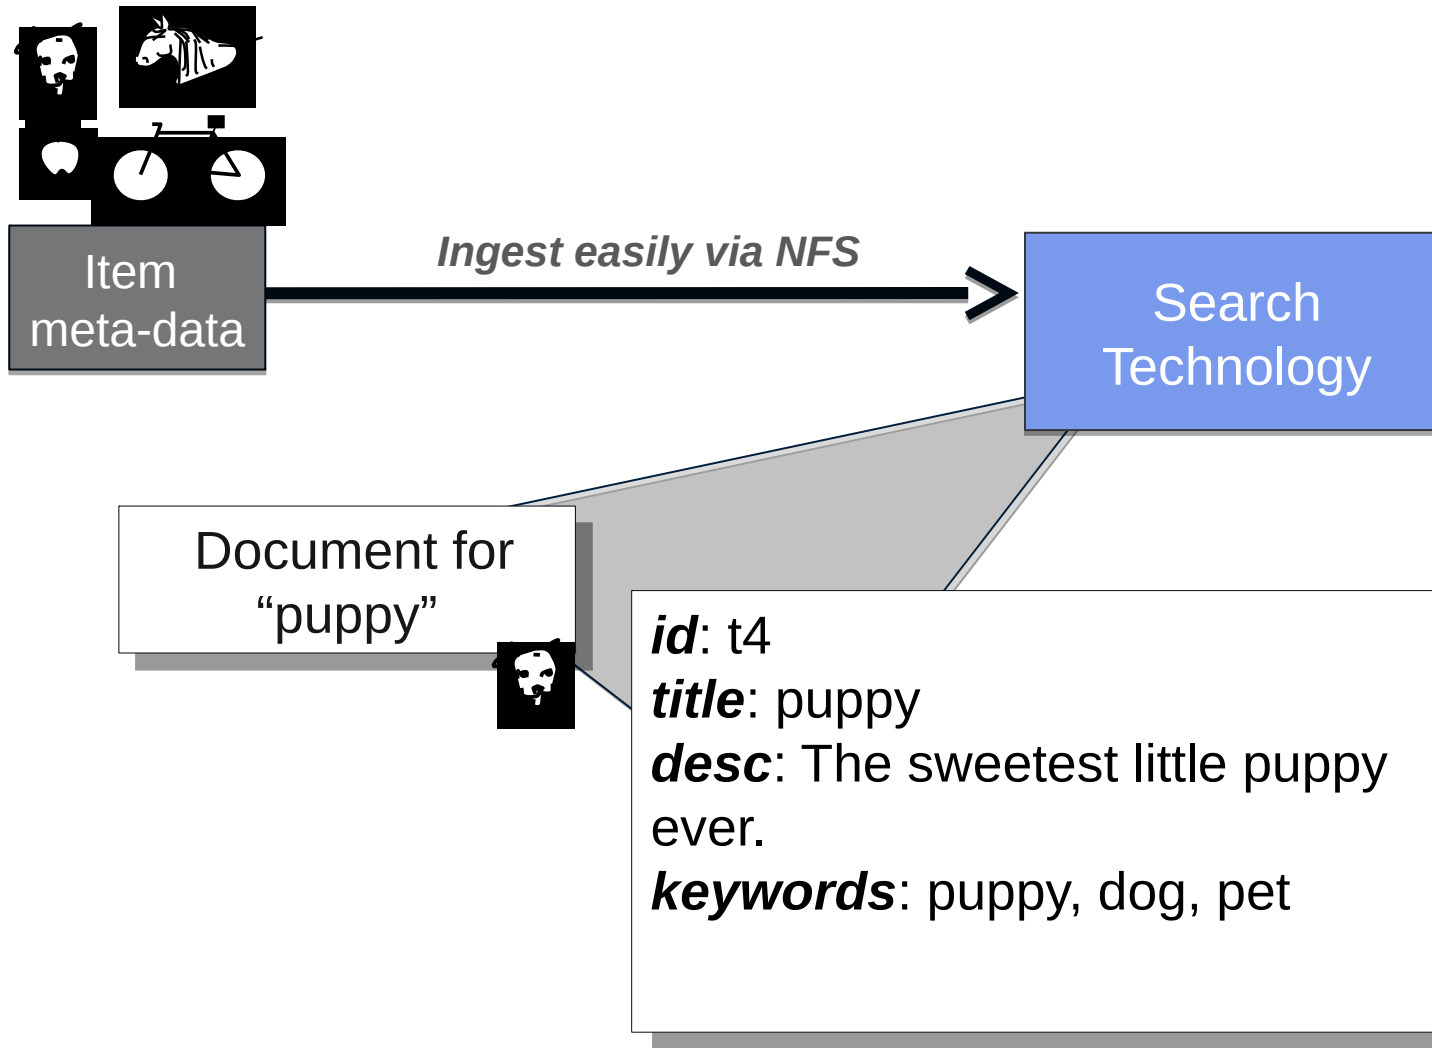 Ingest easily via NFS
Item
meta-data
Search
Technology
Document for
“puppy”
id: t4
title: puppy
desc: The sweetest little puppy
ever.
keywords: puppy, dog, pet